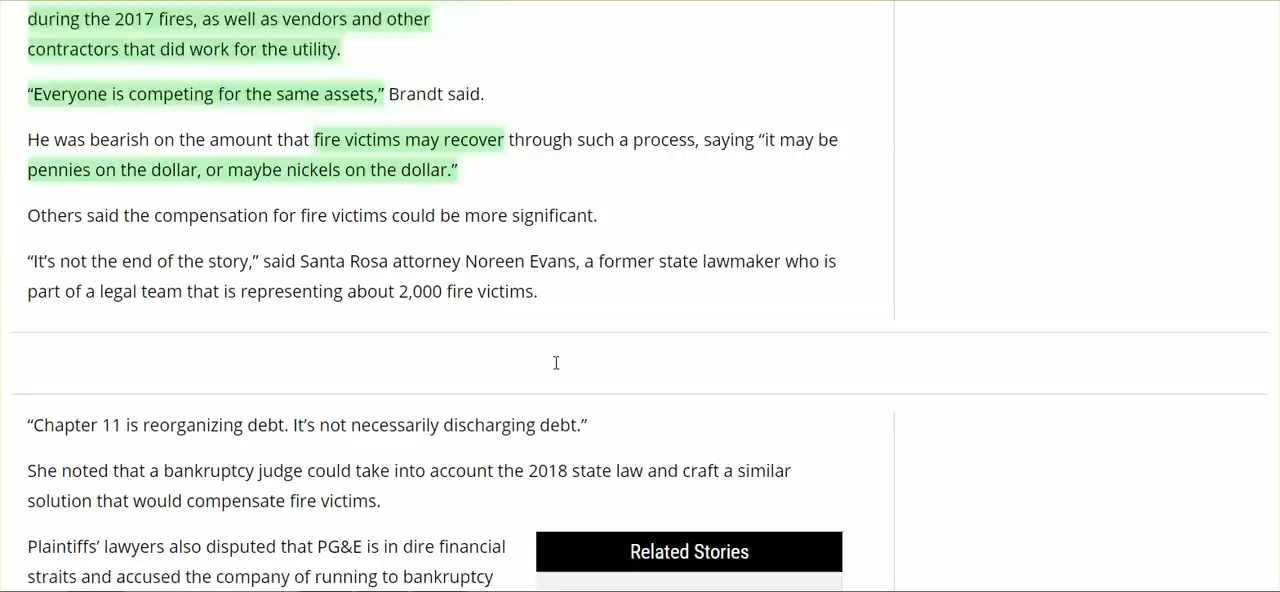 during the 2017 fires, as well as vendors and other
contractors that did work for the utility.
“Everyone is competing for the same assets,” Brandt said.
He was bearish on the amount that fire victims may recover through such a process, saying “it may be
pennies on the dollar, or maybe nickels on the dollar.”
Others said the compensation for fire victims could be more significant.
“It’s not the end of the story,” said Santa Rosa attorney Noreen Evans, a former state lawmaker who is
part of a legal team that is representing about 2,000 fire victims.
“Chapter 11 is reorganizing debt. It’s not necessarily discharging debt.”
She noted that a bankruptcy judge could take into account the 2018 state law and craft a similar
solution that would compensate fire victims.
Plaintiffs’ lawyers also disputed that PG&E is in dire financial
straits and accused the company of running to bankruptcy
Related Stories